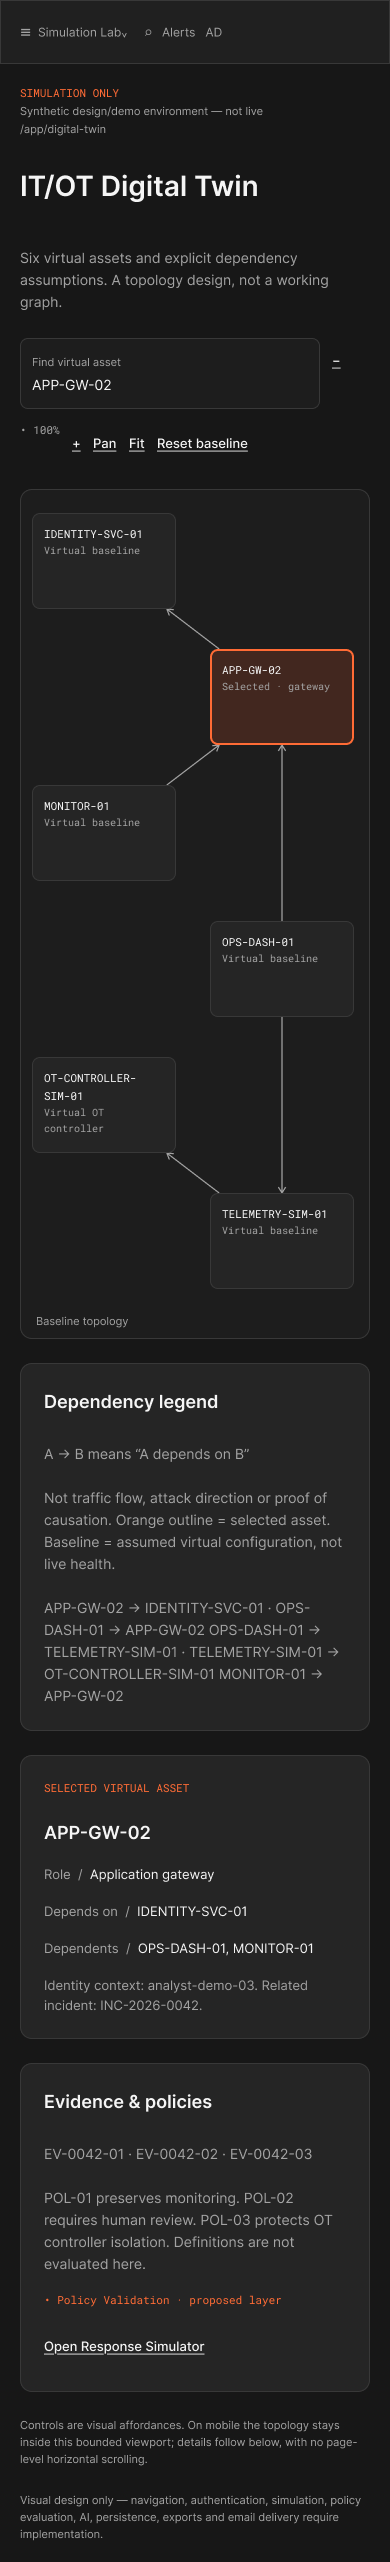 ≡ Simulation Lab˅ ⌕ Alerts AD
SIMULATION ONLY
Synthetic design/demo environment — not live
/app/digital-twin
IT/OT Digital Twin
Six virtual assets and explicit dependency
assumptions. A topology design, not a working
graph.
Find virtual asset
APP-GW-02
−
• 100%
+ Pan Fit Reset baseline
IDENTITY-SVC-01
Virtual baseline
APP-GW-02
Selected · gateway
MONITOR-01
Virtual baseline
OPS-DASH-01
Virtual baseline
OT-CONTROLLER-
SIM-01
Virtual OT
controller
TELEMETRY-SIM-01
Virtual baseline
Baseline topology
Dependency legend
A → B means “A depends on B”
Not traffic flow, attack direction or proof of
causation. Orange outline = selected asset.
Baseline = assumed virtual configuration, not
live health.
APP-GW-02 → IDENTITY-SVC-01 · OPS-
DASH-01 → APP-GW-02 OPS-DASH-01 →
TELEMETRY-SIM-01 · TELEMETRY-SIM-01 →
OT-CONTROLLER-SIM-01 MONITOR-01 →
APP-GW-02
SELECTED VIRTUAL ASSET
APP-GW-02
Role / Application gateway
Depends on / IDENTITY-SVC-01
Dependents / OPS-DASH-01, MONITOR-01
Identity context: analyst-demo-03. Related
incident: INC-2026-0042.
Evidence & policies
EV-0042-01 · EV-0042-02 · EV-0042-03
POL-01 preserves monitoring. POL-02
requires human review. POL-03 protects OT
controller isolation. Definitions are not
evaluated here.
• Policy Validation · proposed layer
Open Response Simulator
Controls are visual affordances. On mobile the topology stays
inside this bounded viewport; details follow below, with no page-
level horizontal scrolling.
Visual design only — navigation, authentication, simulation, policy
evaluation, AI, persistence, exports and email delivery require
implementation.